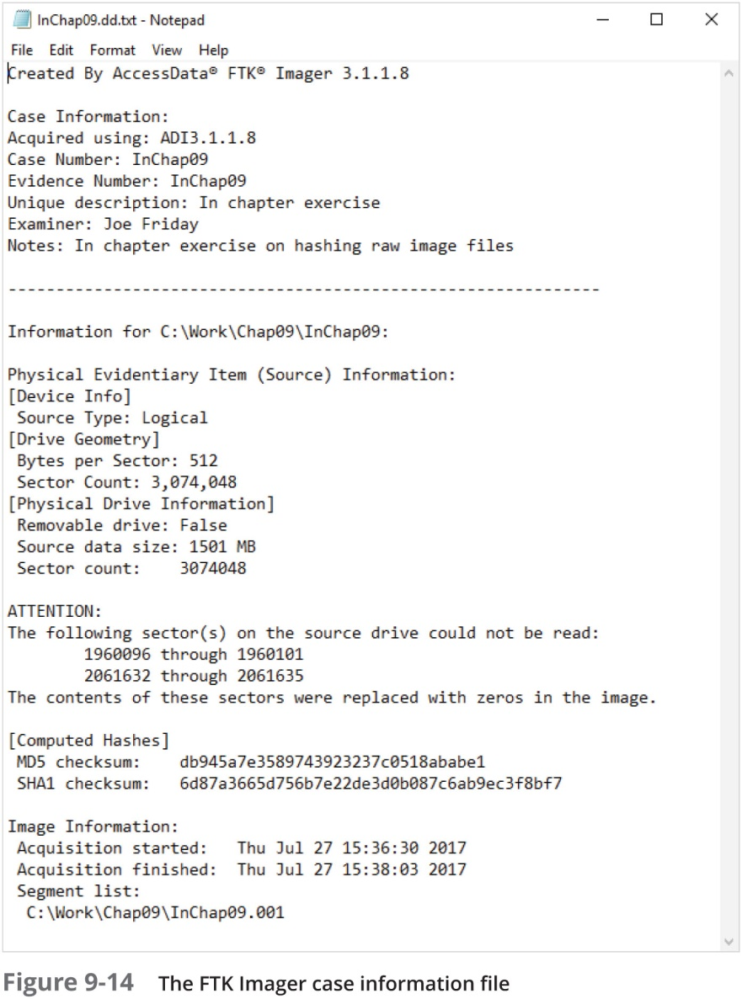 InChap09.dd.txt - Notepad
File Edit Format View Help
Created By AccessData® FTK® Imager 3.1.1.8
Case Information:
Acquired using: ADI3.1.1.8
Case Number: InChap09
Evidence Number: InChap09
Unique description: In chapter exercise
Examiner: Joe Friday
Notes: In chapter exercise on hashing raw image files
--------------------------------------------------------------
Information for C:\Work\Chap09\InChap09:
Physical Evidentiary Item (Source) Information:
[Device Info]
Source Type: Logical
[Drive Geometry]
Bytes per Sector: 512
Sector Count: 3,074,048
[Physical Drive Information]
Removable drive: False
Source data size: 1501 MB
Sector count: 3074048
ATTENTION:
The following sector(s) on the source drive could not be read:
1960096 through 1960101
2061632 through 2061635
The contents of these sectors were replaced with zeros in the image.
[Computed Hashes]
MD5 checksum: db945a7e3589743923237c0518ababe1
SHA1 checksum: 6d87a3665d756b7e22de3d0b087c6ab9ec3f8bf7
Image Information:
Acquisition started: Thu Jul 27 15:36:30 2017
Acquisition finished: Thu Jul 27 15:38:03 2017
Segment list:
C:\Work\Chap09\InChap09.001
Figure 9-14 The FTK Imager case information file